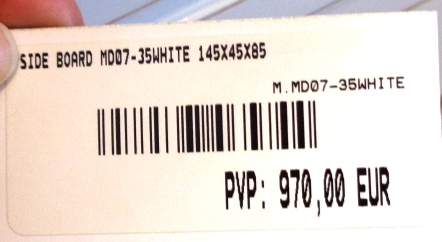 SIDE BOARD MD07-35WHITE 145X45X85
M.MD07-35WHITE
PVP: 970,00 EUR